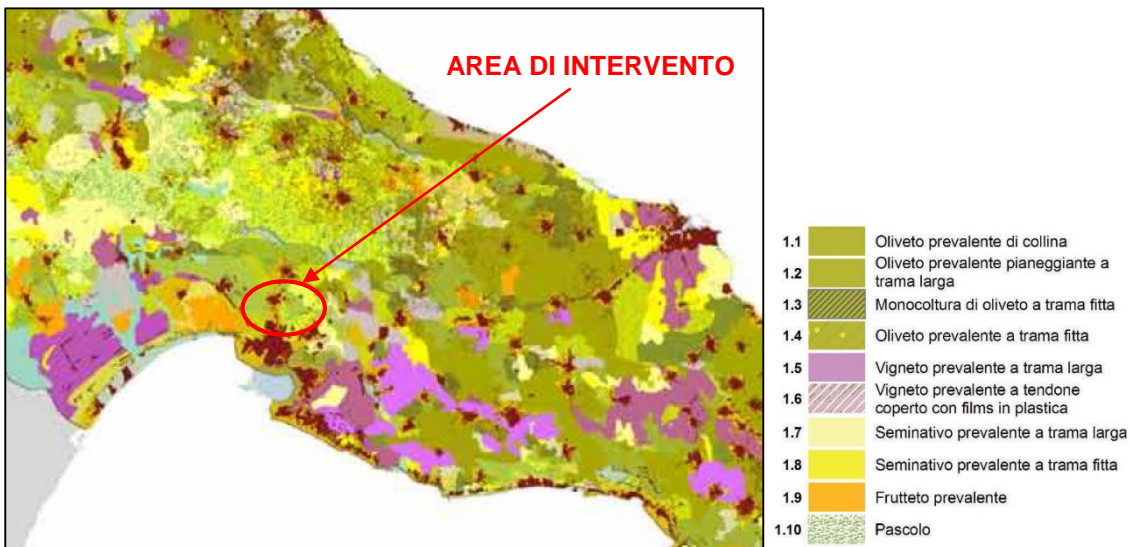 AREA DI INTERVENTO
1.1 Oliveto prevalente di collina
1.2 Oliveto prevalente pianeggiante a
trama larga
1.3 Monocoltura di oliveto a trama fitta
1.4 Oliveto prevalente a trama fitta
1.5 Vigneto prevalente a trama larga
1.6 Vigneto prevalente a tendone
coperto con films in plastica
1.7 Seminativo prevalente a trama larga
1.8 Seminativo prevalente a trama fitta
1.9 Frutteto prevalente
1.10 Pascolo